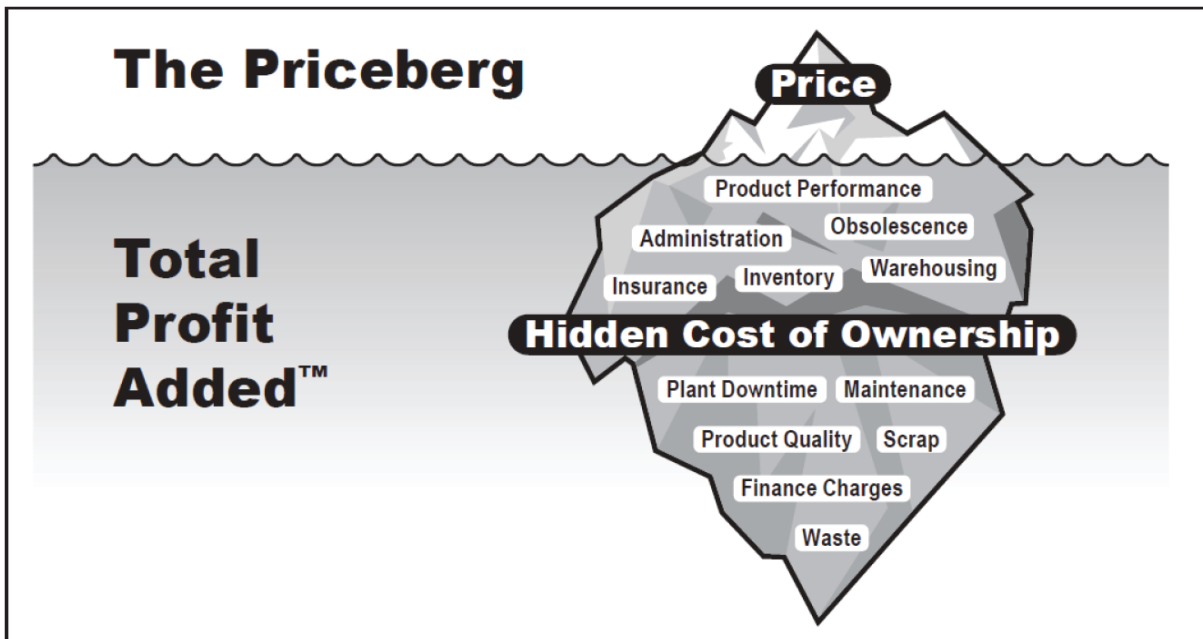 The Priceberg
Price
Product Performance
Obsolescence
Administration
Warehousing
Inventory
Insurance
Total
Profit
Added™
Hidden Cost of Ownership
Plant Downtime
Maintenance
Product Quality
Scrap
Finance Charges
Waste